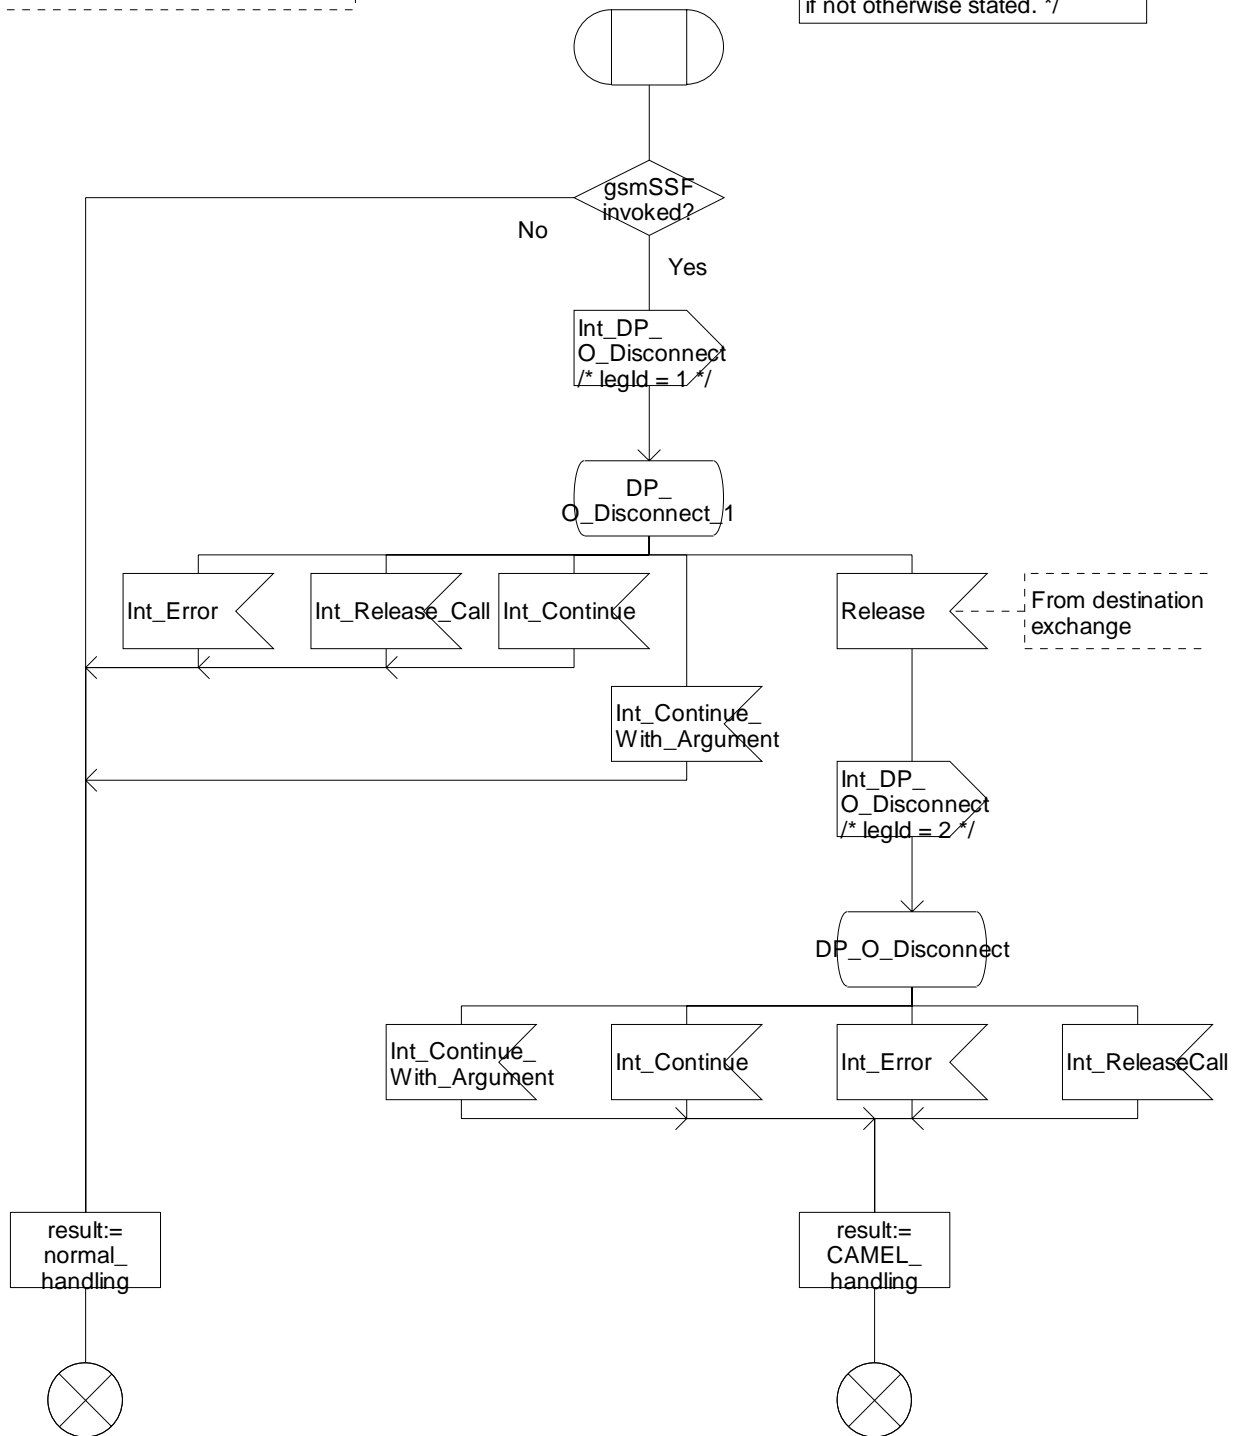 if not otherwise stated. */
gsmSSF
invoked?
No
Yes
Int_DP_
O_Disconnect
/* legId = 1 */
DP_
O_Disconnect_1
Int_Error
Int_Release_Call
Int_Continue
Release
From destination
exchange
Int_Continue_
With_Argument
Int_DP_
O_Disconnect
/* legId = 2 */
DP_O_Disconnect
Int_Continue_
With_Argument
Int_Continue
Int_Error
Int_ReleaseCall
result:=
normal_
handling
result:=
CAMEL_
handling